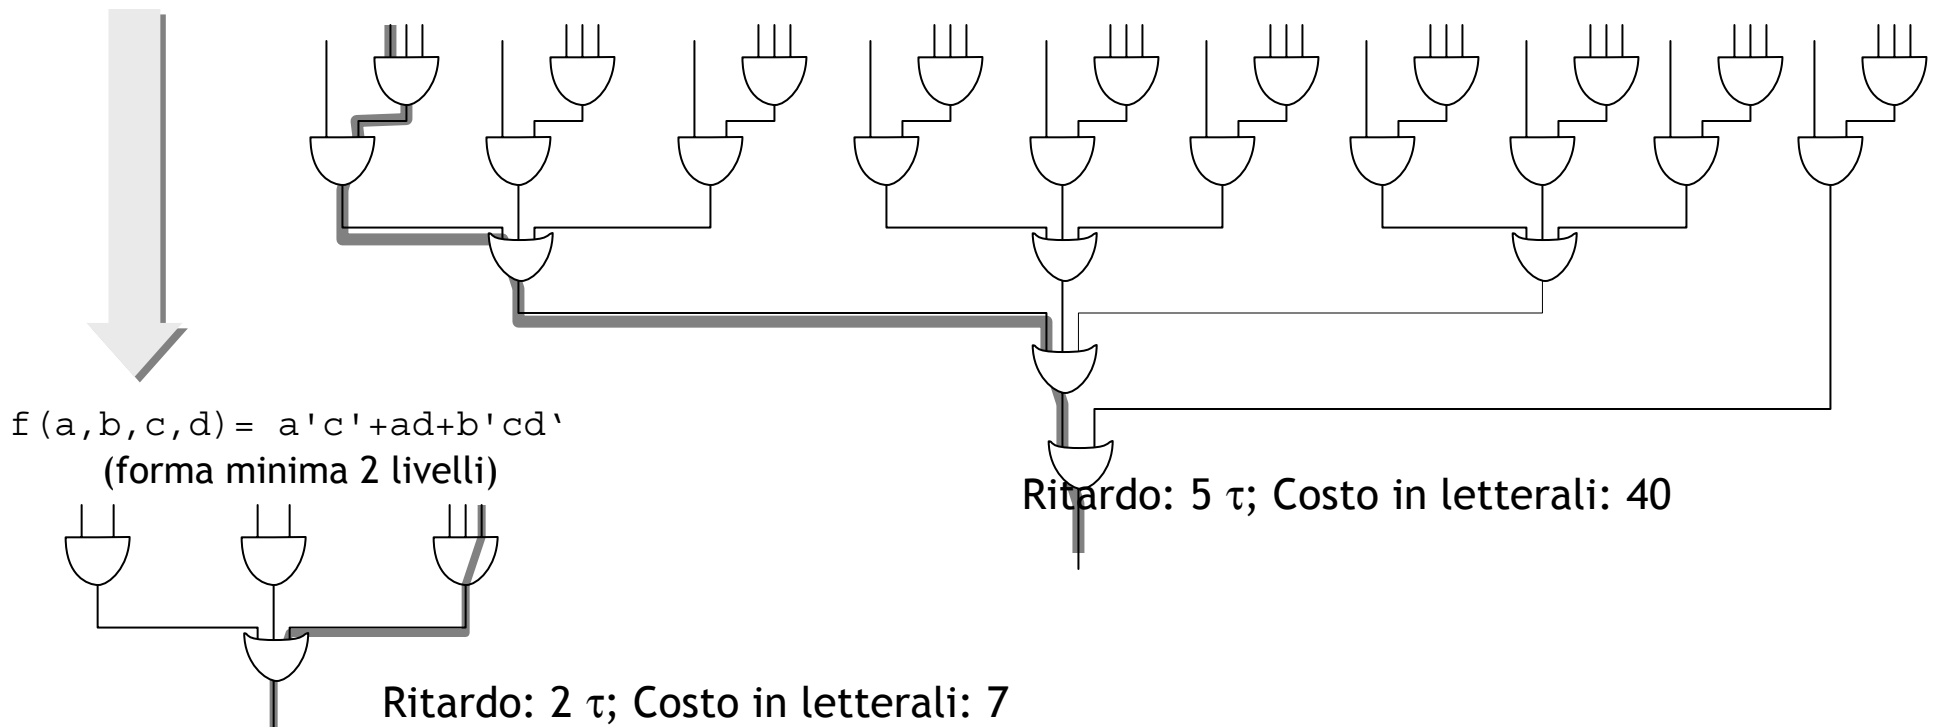 f(a,b,c,d)= a'c'+ad+b'cd‘
(forma minima 2 livelli)
Ritardo: 5 τ; Costo in letterali: 40
Ritardo: 2 τ; Costo in letterali: 7